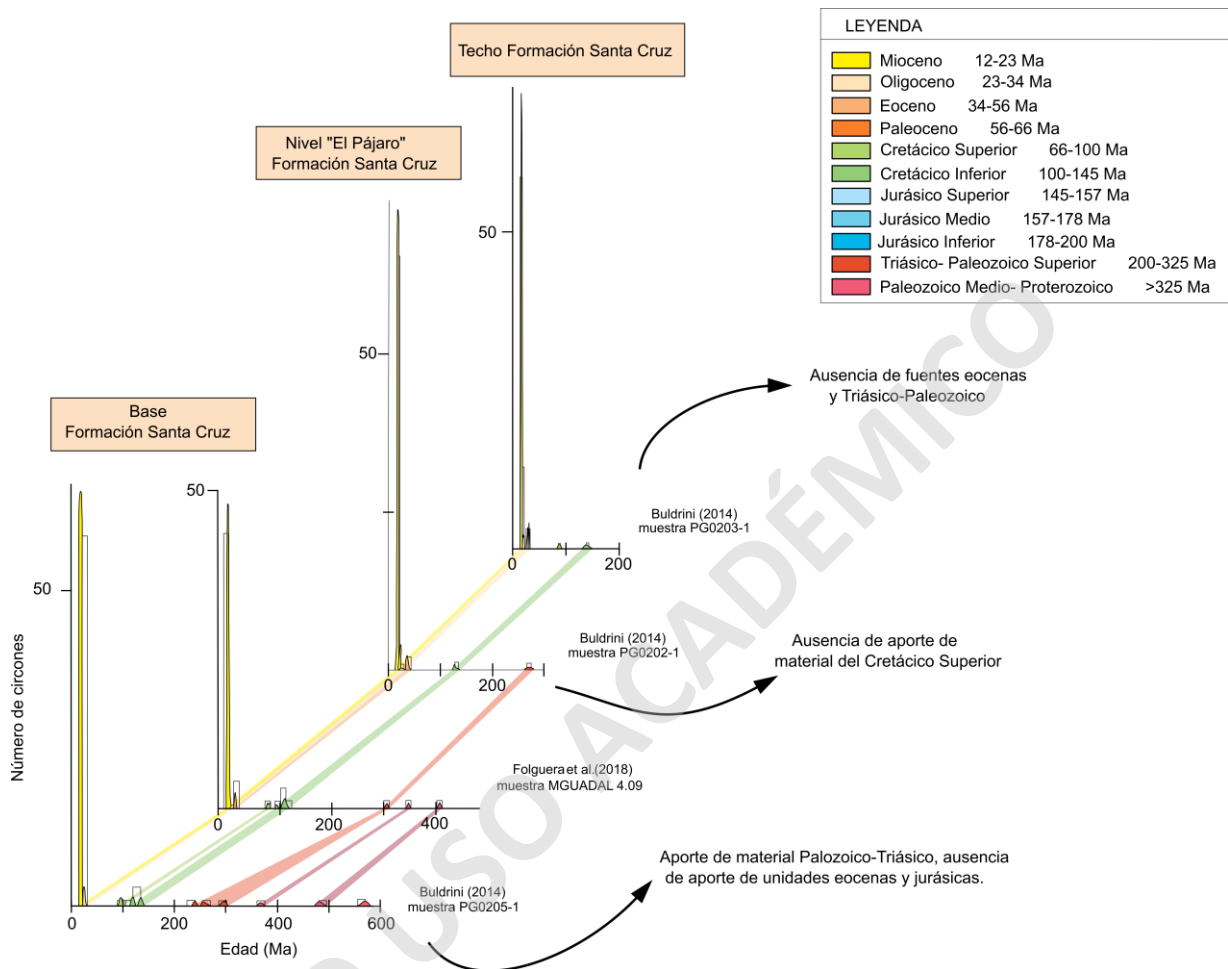 Techo Formación Santa Cruz
Nivel "El Pájaro"
Formación Santa Cruz
Base
Formación Santa Cruz
LEYENDA
Mioceno 12-23 Ma
Oligoceno 23-34 Ma
Eoceno 34-56 Ma
Paleoceno 56-66 Ma
Cretácico Superior 66-100 Ma
Cretácico Inferior 100-145 Ma
Jurásico Superior 145-157 Ma
Jurásico Medio 157-178 Ma
Jurásico Inferior 178-200 Ma
Triásico- Paleozoico Superior 200-325 Ma
Paleozoico Medio- Proterozoico >325 Ma
50
0 200
Buldrini (2014)
muestra PG0203-1
Ausencia de fuentes eocenas
y Triásico-Paleozoico
50
0 200
Buldrini (2014)
muestra PG0202-1
Ausencia de aporte de
material del Cretácico Superior
50
0 200 400
Folguera et al.(2018)
muestra MGUADAL 4.09
50
0 200 400 600
Buldrini (2014)
muestra PG0205-1
Aporte de material Palozoico-Triásico, ausencia
de aporte de unidades eocenas y jurásicas.
Número de circones
Edad (Ma)
O USO ACADÉMICO